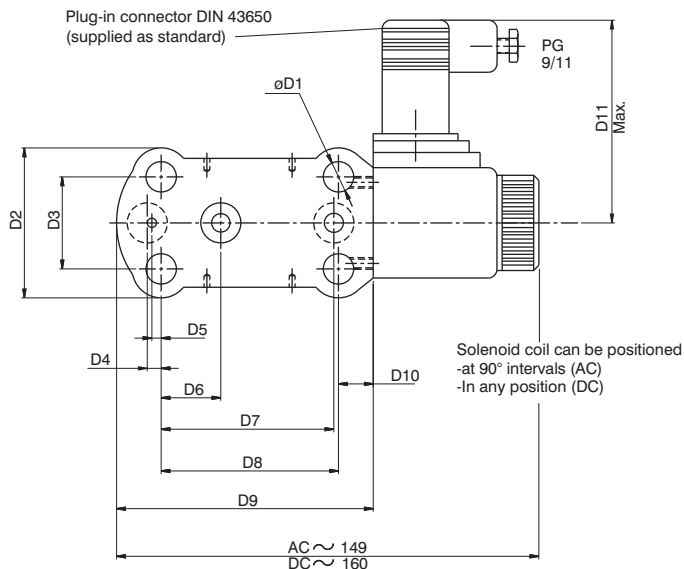 Plug-in connector DIN 43650
(supplied as standard)
PG
9/11
øD1
D11
Max.
D2
D3
D5
D4
D6
D10
Solenoid coil can be positioned
-at 90° intervals (AC)
-In any position (DC)
D7
D8
D9
AC～ 149
DC～ 160